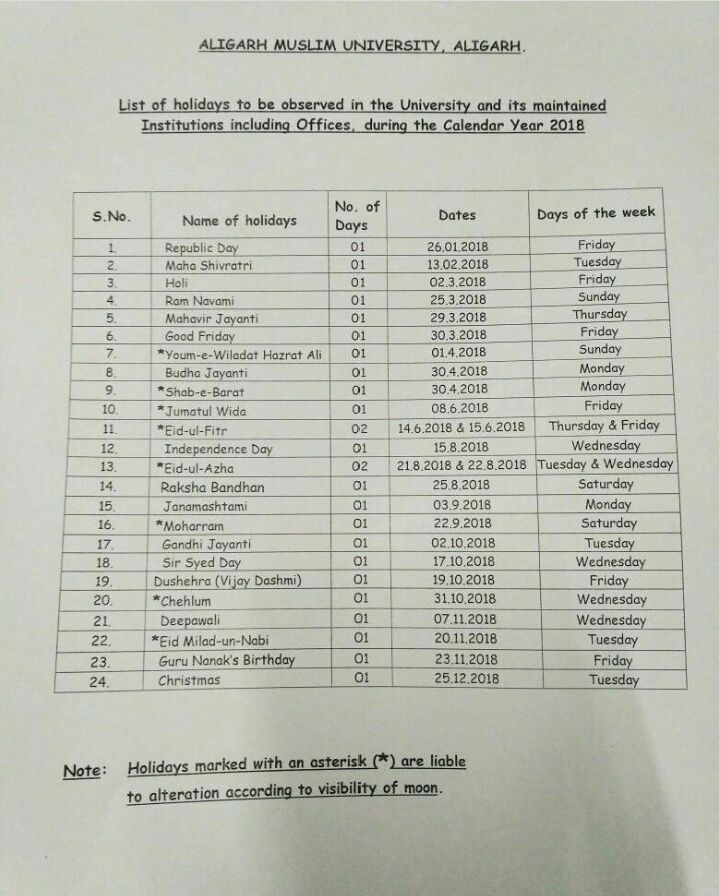 ALIGARH MUSLIM UNIVERSITY, ALIGARH.
List of holidays to be observed in the University and its maintained
Institutions including Offices, during the Calendar Year 2018
S.No. Name of holidays No. of Days Dates Days of the week
1. Republic Day 01 26.01.2018 Friday
2. Maha Shivratri 01 13.02.2018 Tuesday
3. Holi 01 02.3.2018 Friday
4. Ram Navami 01 25.3.2018 Sunday
5. Mahavir Jayanti 01 29.3.2018 Thursday
6. Good Friday 01 30.3.2018 Friday
7. *Youm-e-Wiladat Hazrat Ali 01 01.4.2018 Sunday
8. Budha Jayanti 01 30.4.2018 Monday
9. *Shab-e-Barat 01 30.4.2018 Monday
10. *Jumatul Wida 01 08.6.2018 Friday
11. *Eid-ul-Fitr 02 14.6.2018 & 15.6.2018 Thursday & Friday
12. Independence Day 01 15.8.2018 Wednesday
13. *Eid-ul-Azha 02 21.8.2018 & 22.8.2018 Tuesday & Wednesday
14. Raksha Bandhan 01 25.8.2018 Saturday
15. Janamashtami 01 03.9.2018 Monday
16. *Moharram 01 22.9.2018 Saturday
17. Gandhi Jayanti 01 02.10.2018 Tuesday
18. Sir Syed Day 01 17.10.2018 Wednesday
19. Dushehra (Vijay Dashmi) 01 19.10.2018 Friday
20. *Chehlum 01 31.10.2018 Wednesday
21. Deepawali 01 07.11.2018 Wednesday
22. *Eid Milad-un-Nabi 01 20.11.2018 Tuesday
23. Guru Nanak's Birthday 01 23.11.2018 Friday
24. Christmas 01 25.12.2018 Tuesday
Note: Holidays marked with an asterisk (*) are liable
to alteration according to visibility of moon.